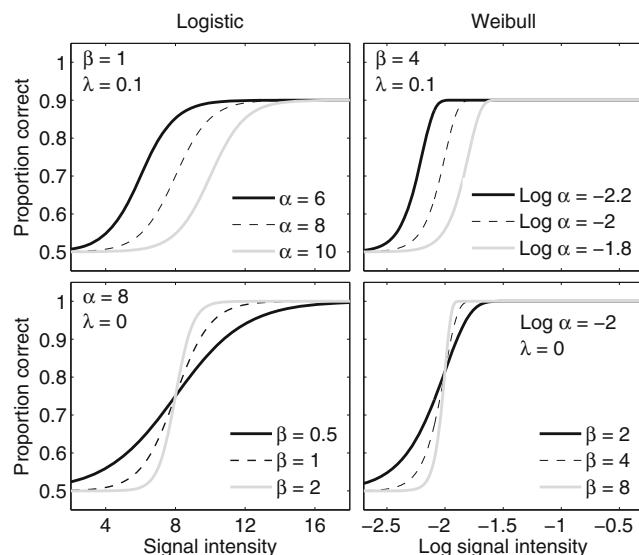 Logistic
Weibull
Proportion correct
1
0.9
0.8
0.7
0.6
0.5
β = 1
λ = 0.1
α = 6
α = 8
α = 10
β = 4
λ = 0.1
Log α = −2.2
Log α = −2
Log α = −1.8
Proportion correct
1
0.9
0.8
0.7
0.6
0.5
α = 8
λ = 0
β = 0.5
β = 1
β = 2
Log α = −2
λ = 0
β = 2
β = 4
β = 8
4 8 12 16
−2.5 −2 −1.5 −1 −0.5
Signal intensity
Log signal intensity